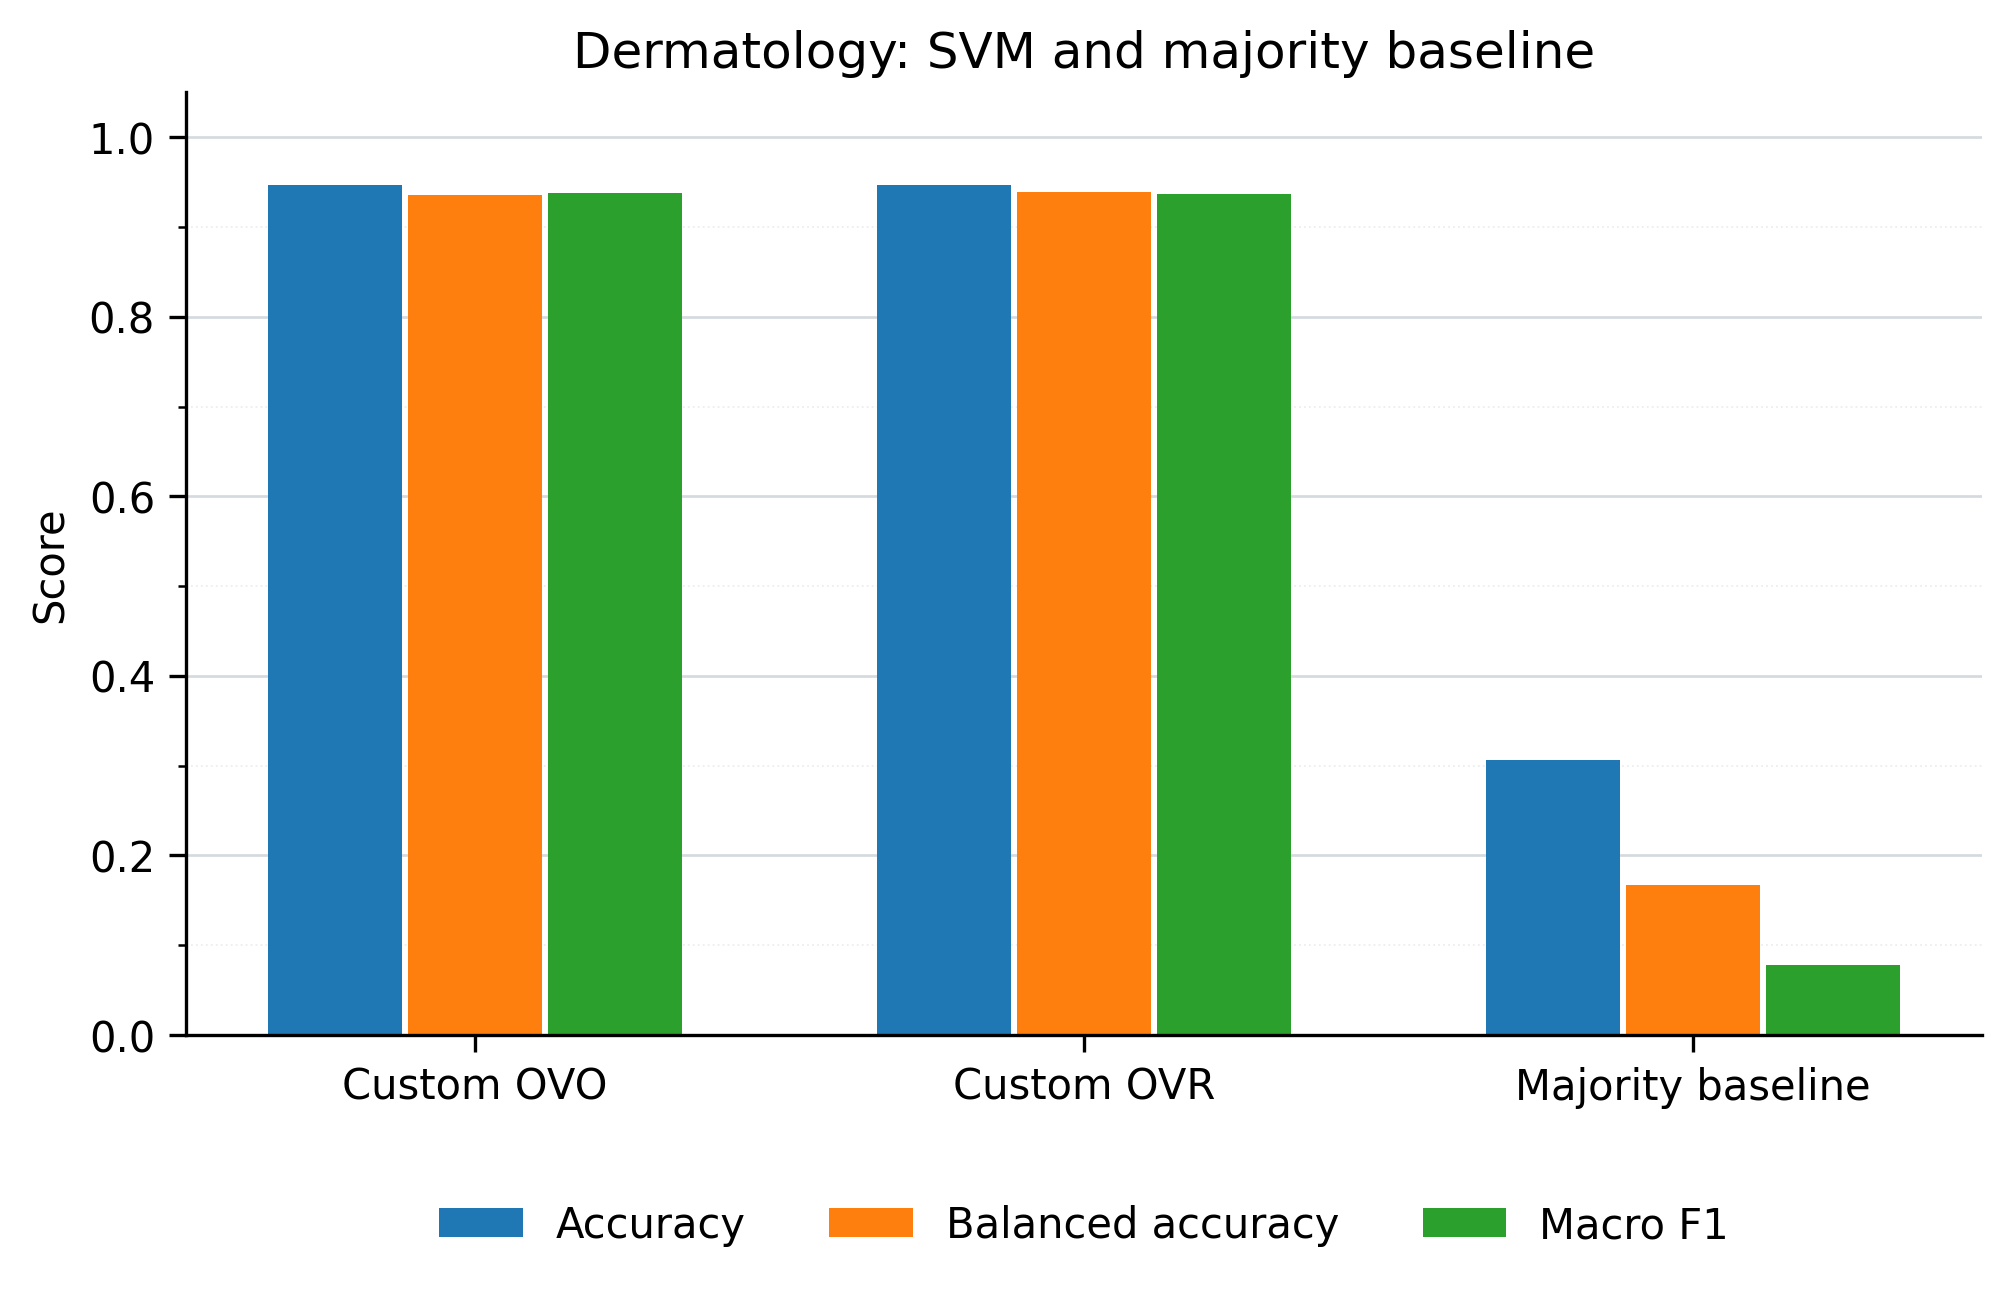 Dermatology: SVM and majority baseline
Score
1.0
0.8
0.6
0.4
0.2
0.0
Custom OVO
Custom OVR
Majority baseline
Accuracy
Balanced accuracy
Macro F1